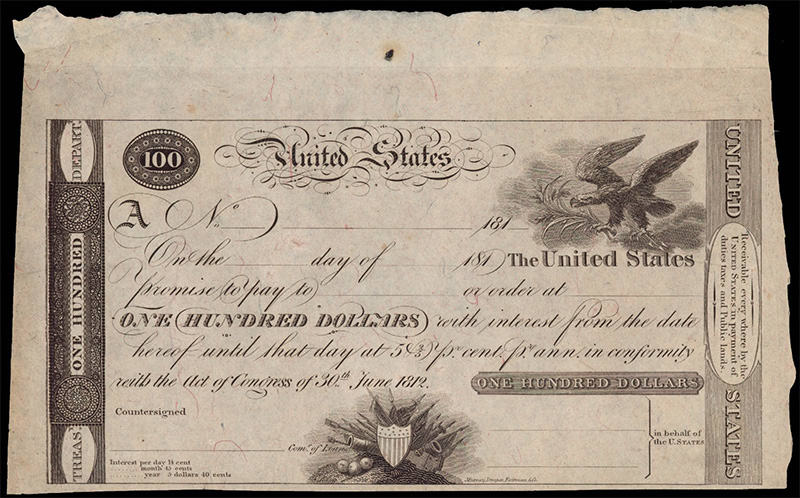 DEPART.
ONE HUNDRED
TREAS.
100
United States
A No. 181
On the day of 181 The United States
promise to pay to or order at
ONE HUNDRED DOLLARS with interest from the date
hereof until that day at 5⅖ pr. cent. pr. ann. in conformity
with the Act of Congress of 30th. June 1812.
ONE HUNDRED DOLLARS
Countersigned
Comr. of Loans
in behalf of
the U. STATES
Interest per day 1½ cent
month 45 cents
year 5 dollars 40 cents
Murray, Draper, Fairman & Co.
UNITED
STATES
Receivable every where by the
UNITED STATES in payment of
duties taxes and Public lands.